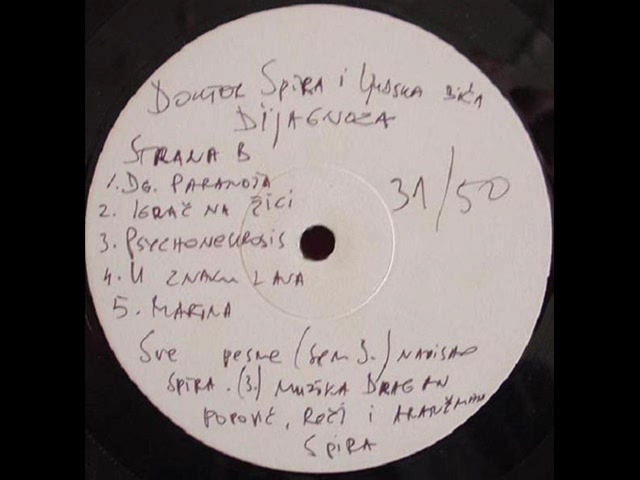 DOKTOR SPIRA I LJUDSKA BIĆA
DIJAGNOZA
STRANA B
31/50
1. DG. PARANOJA
2. IGRAČ NA ŽICI
3. PSYCHONEUROSIS
4. U ZNAKU LAVA
5. MARINA
Sve pesme (sem 3.) NAPISAO
SPIRA. (3.) MUZIKA DRAGAN
POPOVIĆ, REČI I ARANŽMAN
SPIRA